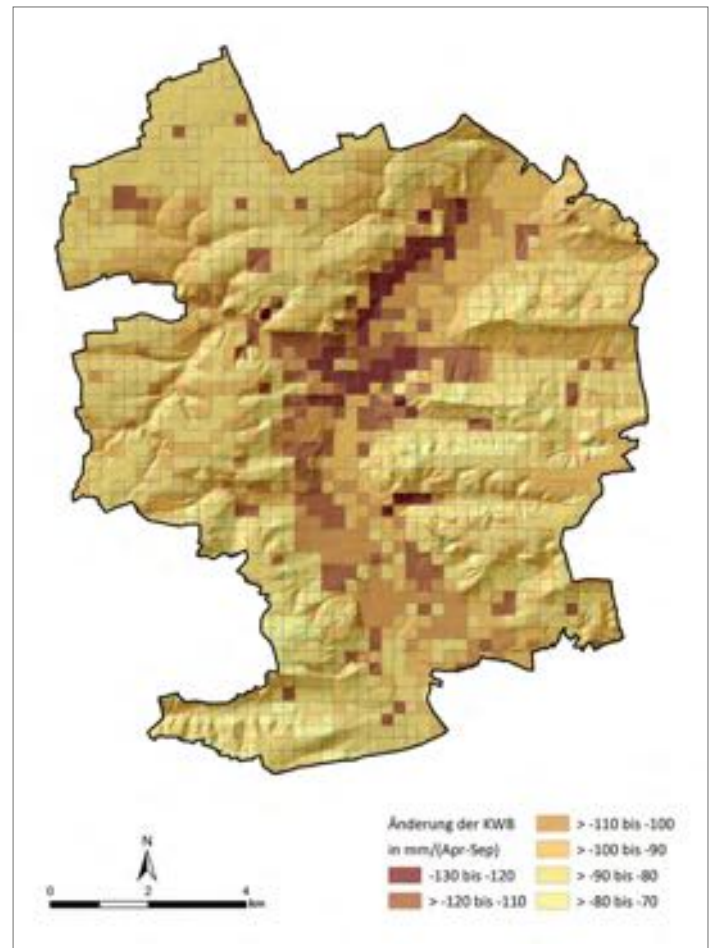 Änderung der KWB
in mm/(Apr-Sep)
-130 bis -120
> -120 bis -110
> -110 bis -100
> -100 bis -90
> -90 bis -80
> -80 bis -70
N
0 2 4
km